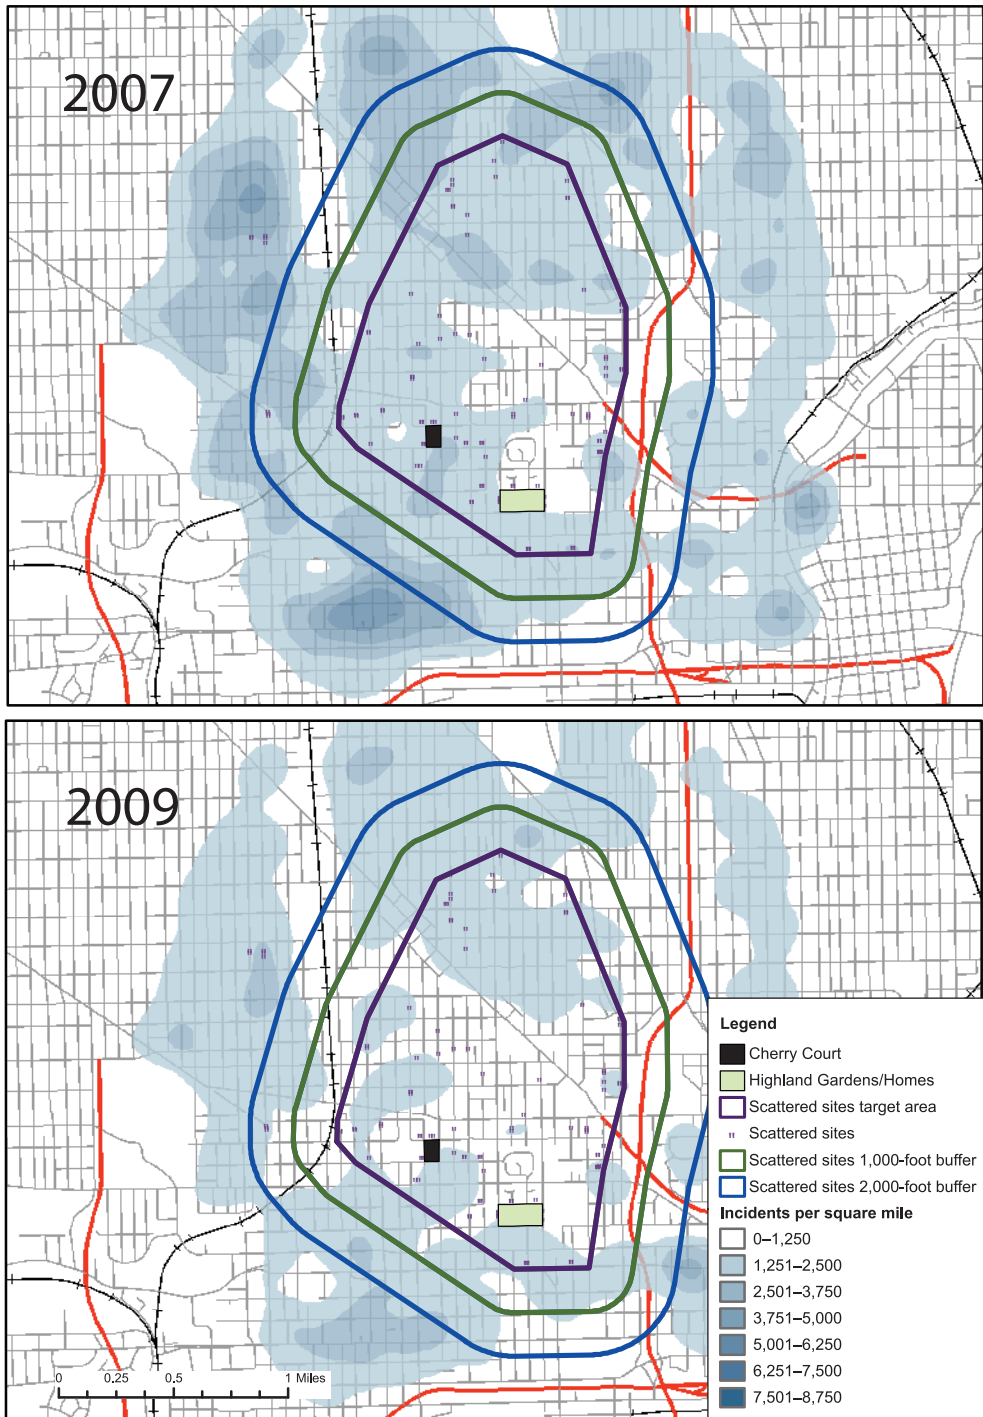 2007
2009
Legend
Cherry Court
Highland Gardens/Homes
Scattered sites target area
Scattered sites
Scattered sites 1,000-foot buffer
Scattered sites 2,000-foot buffer
Incidents per square mile
0–1,250
1,251–2,500
2,501–3,750
3,751–5,000
5,001–6,250
6,251–7,500
7,501–8,750
0 0.25 0.5 1 Miles